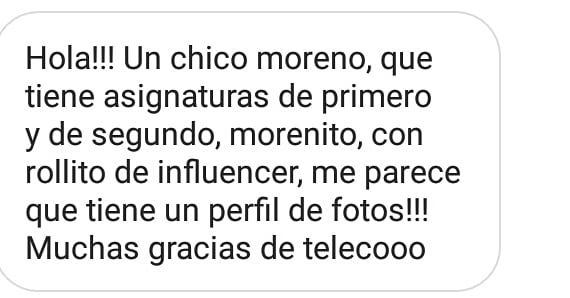 Hola!!! Un chico moreno, que
tiene asignaturas de primero
y de segundo, morenito, con
rollito de influencer, me parece
que tiene un perfil de fotos!!!
Muchas gracias de telecooo